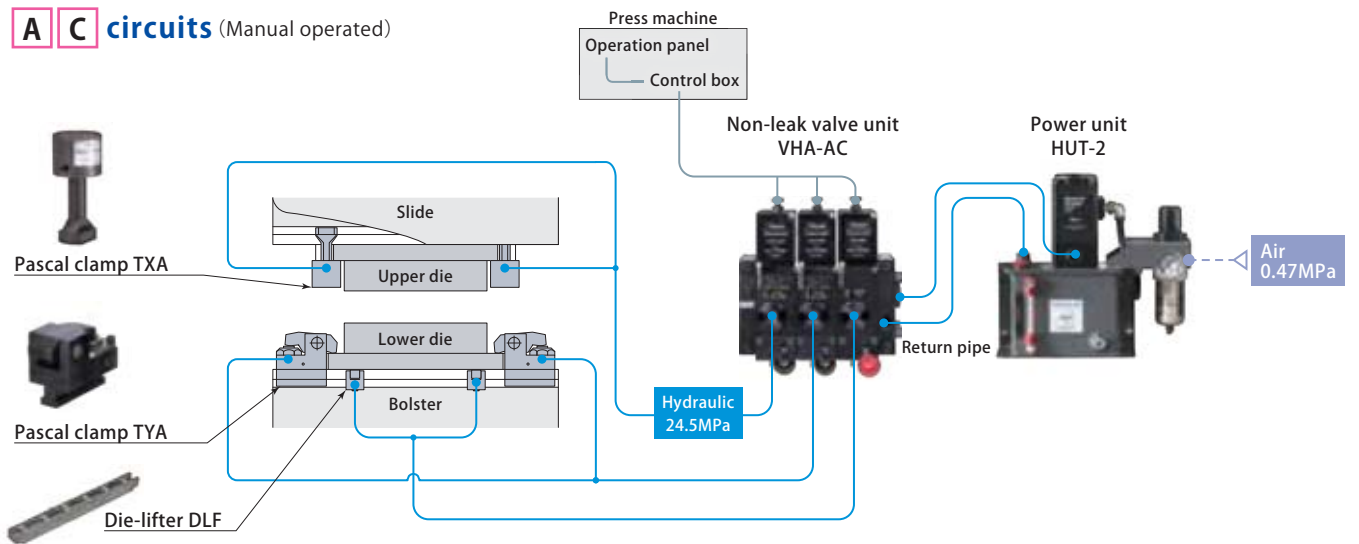 A C circuits (Manual operated)
Press machine
Operation panel
Control box
Non-leak valve unit
VHA-AC
Power unit
HUT-2
Slide
Pascal clamp TXA
Upper die
Air
0.47MPa
Lower die
Return pipe
Bolster
Hydraulic
24.5MPa
Pascal clamp TYA
Die-lifter DLF